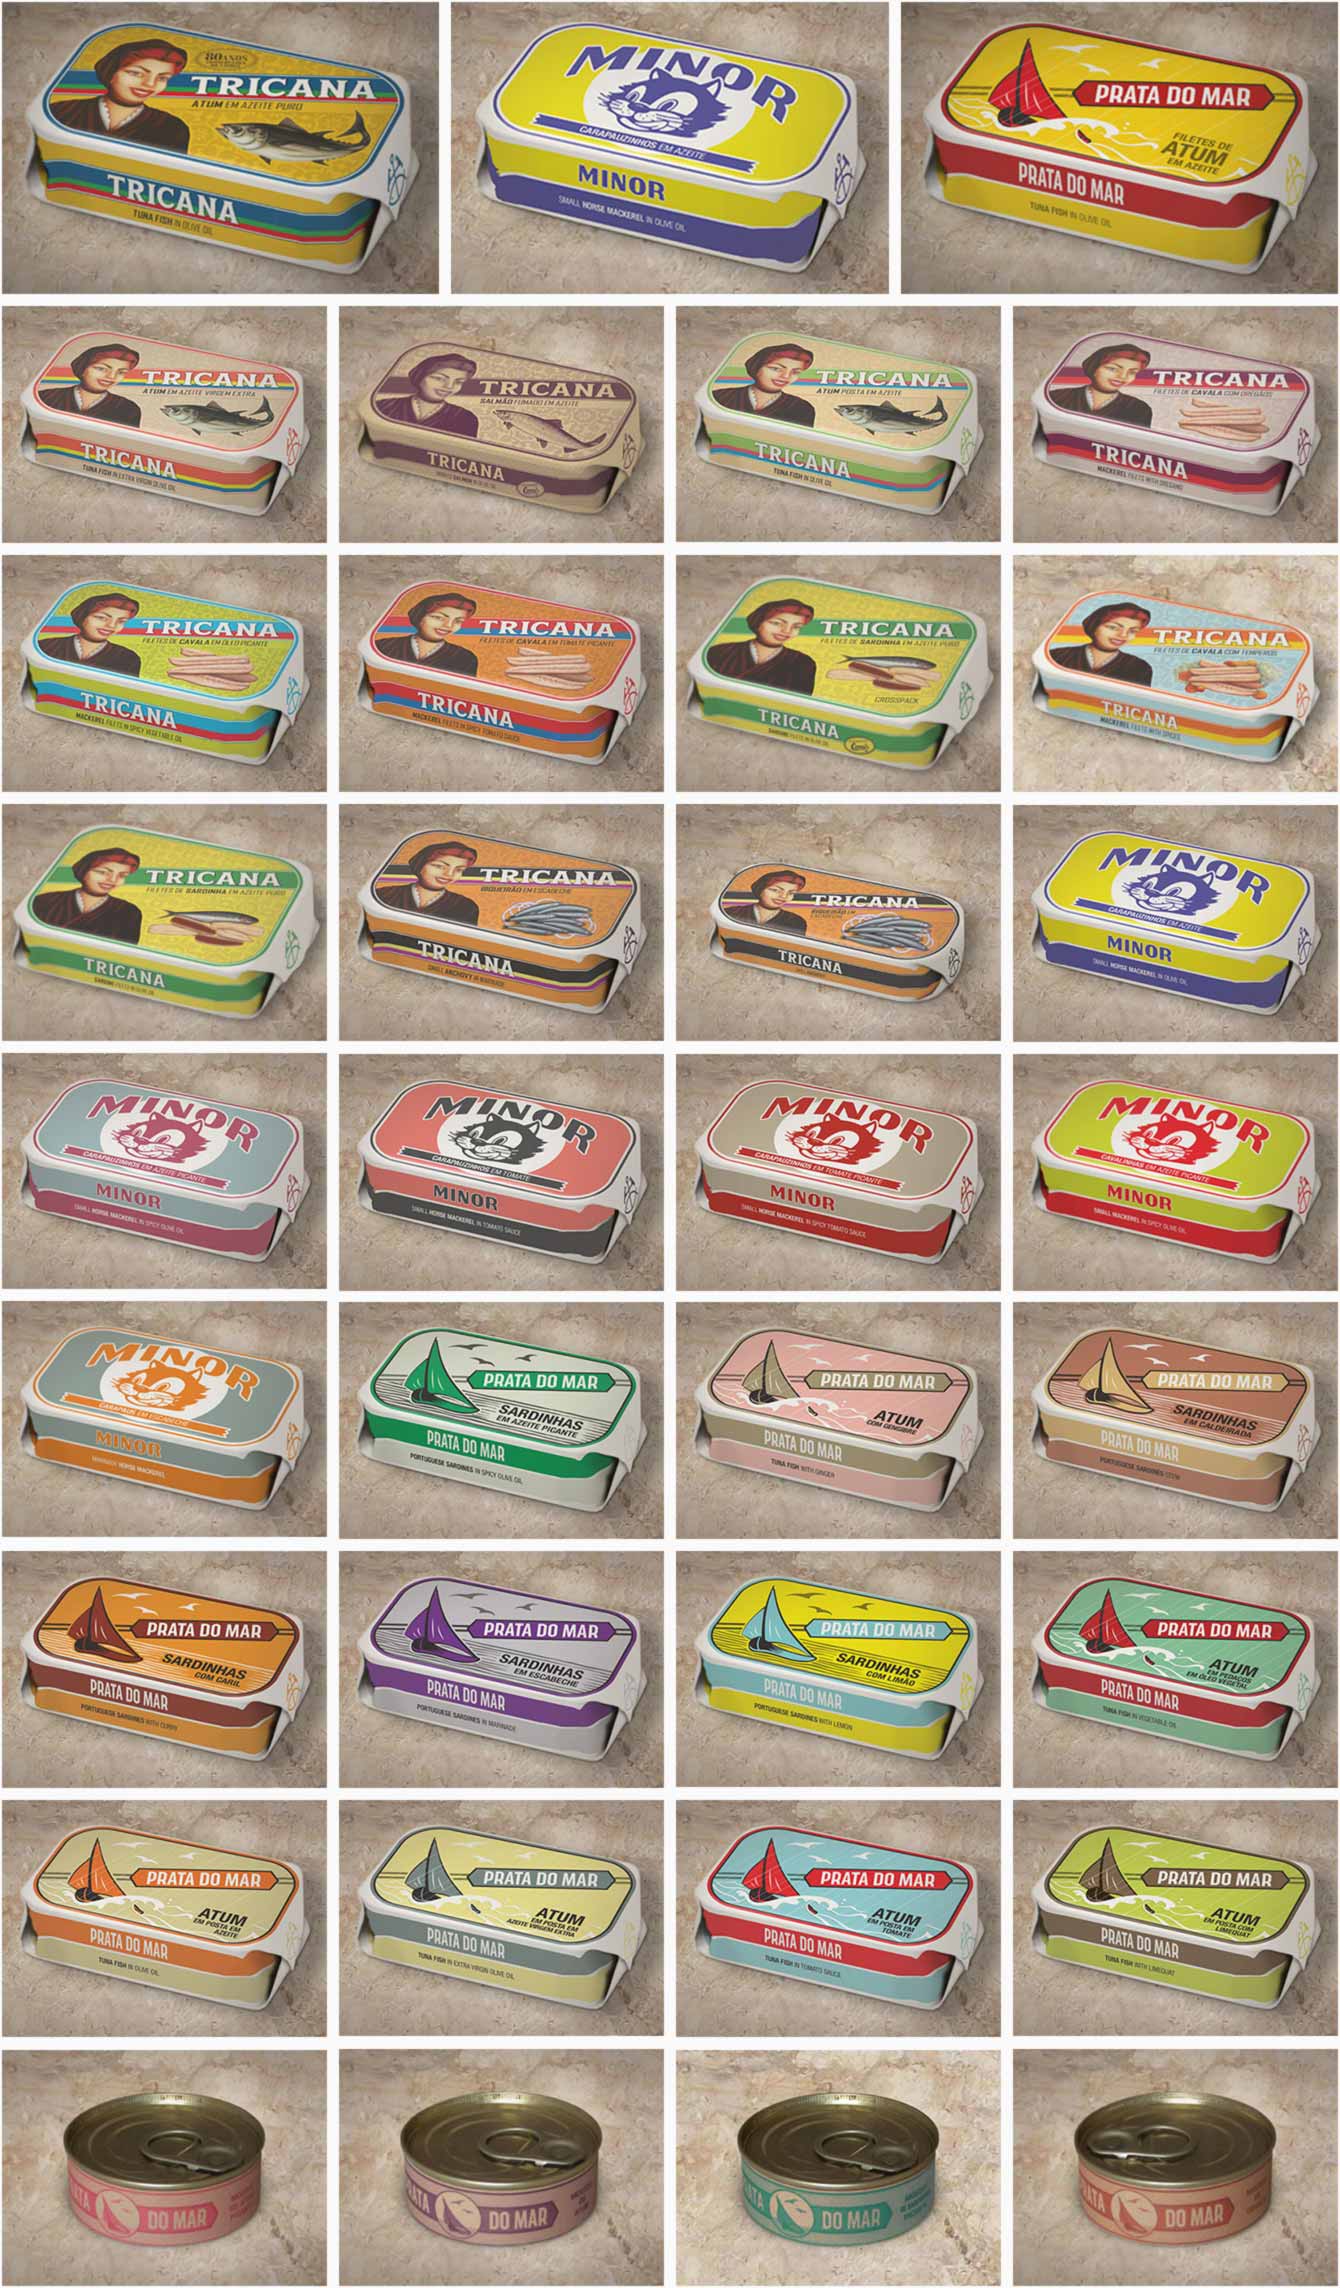 80 ANOS
TRICANA
ATUM EM AZEITE PURO
TRICANA
TUNA FISH IN OLIVE OIL
MINOR
CARAPAUZINHOS EM AZEITE
MINOR
SMALL HORSE MACKEREL IN OLIVE OIL
PRATA DO MAR
FILETES DE
ATUM
EM AZEITE
PRATA DO MAR
TUNA FISH IN OLIVE OIL
TRICANA
ATUM EM AZEITE VIRGEM EXTRA
TRICANA
TUNA FISH IN EXTRA VIRGIN OLIVE OIL
TRICANA
SALMÃO FUMADO EM AZEITE
TRICANA
SALMON
TRICANA
ATUM POSTA EM AZEITE
TRICANA
TUNA FISH IN OLIVE OIL
TRICANA
FILETES DE CAVALA COM OREGÃOS
TRICANA
MACKEREL FILETS WITH OREGANO
TRICANA
FILETES DE CAVALA EM ÓLEO PICANTE
TRICANA
MACKEREL FILETS IN SPICY VEGETABLE OIL
TRICANA
FILETES DE CAVALA EM TOMATE PICANTE
TRICANA
MACKEREL FILETS IN SPICY TOMATO SAUCE
TRICANA
FILETES DE SARDINHA EM AZEITE PURO
CROSSPACK
TRICANA
SARDINE FILETS IN OLIVE OIL
TRICANA
FILETES DE CAVALA COM TEMPEROS
TRICANA
MACKEREL FILETS WITH SPICES
TRICANA
FILETES DE SARDINHA EM AZEITE PURO
TRICANA
SARDINE FILETS IN OLIVE OIL
TRICANA
BIQUEIRÃO EM ESCABECHE
TRICANA
SMALL ANCHOVY IN MARINADE
TRICANA
BIQUEIRÃO EM
ESCABECHE
TRICANA
MINOR
CARAPAUZINHOS EM AZEITE
MINOR
SMALL HORSE MACKEREL IN OLIVE OIL
MINOR
CARAPAUZINHOS EM AZEITE PICANTE
MINOR
SMALL HORSE MACKEREL IN SPICY OLIVE OIL
MINOR
CARAPAUZINHOS EM TOMATE
MINOR
SMALL HORSE MACKEREL IN TOMATO SAUCE
MINOR
CARAPAUZINHOS EM TOMATE PICANTE
MINOR
SMALL HORSE MACKEREL IN SPICY TOMATO SAUCE
MINOR
CAVALINHAS EM AZEITE PICANTE
MINOR
SMALL MACKEREL IN SPICY OLIVE OIL
MINOR
CARAPAUS EM ESCABECHE
MINOR
HORSE MACKEREL
PRATA DO MAR
SARDINHAS
EM AZEITE PICANTE
PRATA DO MAR
PORTUGUESE SARDINES IN SPICY OLIVE OIL
PRATA DO MAR
ATUM
COM GENGIBRE
PRATA DO MAR
TUNA FISH WITH GINGER
PRATA DO MAR
SARDINHAS
EM CALDEIRADA
PRATA DO MAR
PORTUGUESE SARDINES STEW
PRATA DO MAR
SARDINHAS
COM CARIL
PRATA DO MAR
PORTUGUESE SARDINES WITH CURRY
PRATA DO MAR
SARDINHAS
EM ESCABECHE
PRATA DO MAR
PORTUGUESE SARDINES IN MARINADE
PRATA DO MAR
SARDINHAS
COM LIMÃO
PRATA DO MAR
PORTUGUESE SARDINES WITH LEMON
PRATA DO MAR
ATUM
EM PEDAÇOS
EM ÓLEO VEGETAL
PRATA DO MAR
TUNA FISH IN VEGETABLE OIL
PRATA DO MAR
ATUM
EM POSTA EM
AZEITE
PRATA DO MAR
TUNA FISH IN OLIVE OIL
PRATA DO MAR
ATUM
EM POSTA EM
AZEITE VIRGEM EXTRA
PRATA DO MAR
TUNA FISH IN EXTRA VIRGIN OLIVE OIL
PRATA DO MAR
ATUM
EM POSTA EM
TOMATE
PRATA DO MAR
TUNA FISH IN TOMATO SAUCE
PRATA DO MAR
ATUM
EM POSTA COM
LIMEQUAT
PRATA DO MAR
TUNA FISH WITH LIMEQUAT
ATA DO MAR
ATA DO MAR
ATA DO MAR
ATA DO MAR